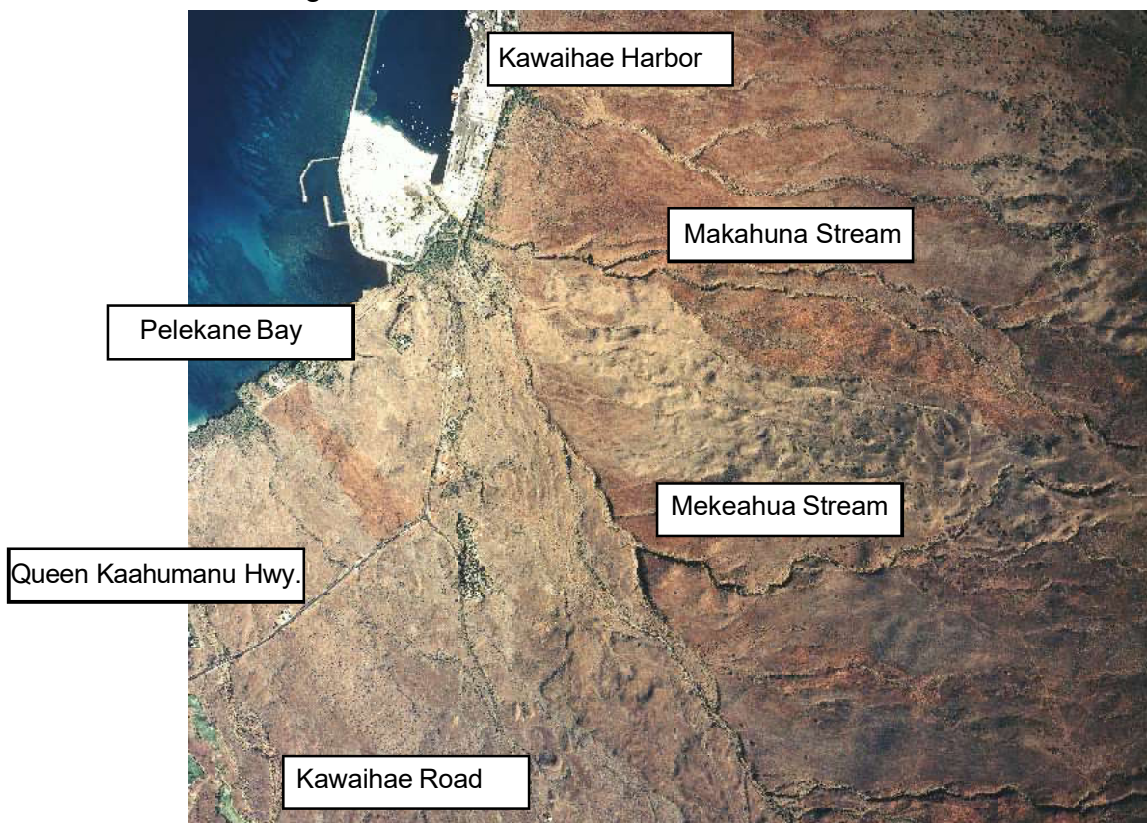 Kawaihae Harbor
Makahuna Stream
Pelekane Bay
Mekeahua Stream
Queen Kaahumanu Hwy.
Kawaihae Road